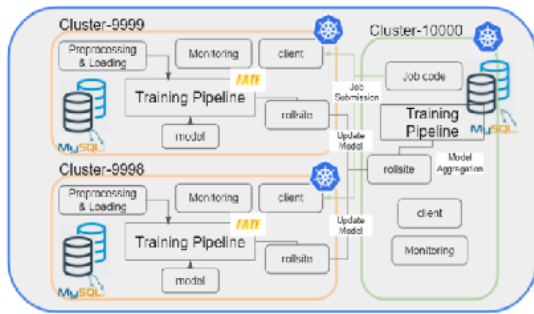 Cluster-9999
Preprocessing
& Loading
Monitoring
client
FATE
Training Pipeline
rollsite
model
MySQL
Cluster-9998
Preprocessing
& Loading
Monitoring
client
FATE
Training Pipeline
rollsite
model
MySQL
Job
Submission
Update
Model
Update
Model
Cluster-10000
Job code
Training
Pipeline
MySQL
rollsite
Model
Aggregation
client
Monitoring